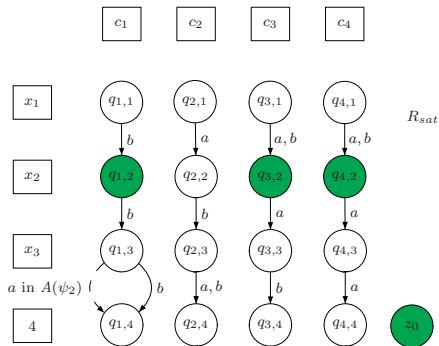 c1 c2 c3 c4
x1 q1,1 q2,1 q3,1 q4,1
Rsat
b a a, b a, b
x2 q1,2 q2,2 q3,2 q4,2
b b a a
x3 q1,3 q2,3 q3,3 q4,3
a in A(ψ2) b a, b b a
4 q1,4 q2,4 q3,4 q4,4 z0